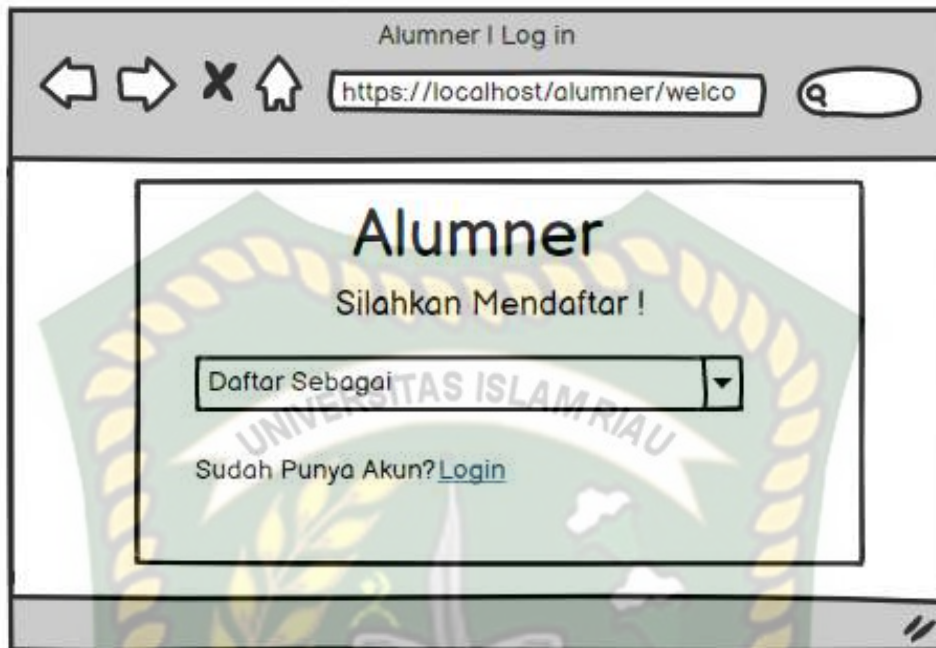 Alumner | Log in
https://localhost/alumner/welco
Alumner
Silahkan Mendaftar !
Daftar Sebagai
UNIVERSITAS ISLAM RIAU
Sudah Punya Akun?Login